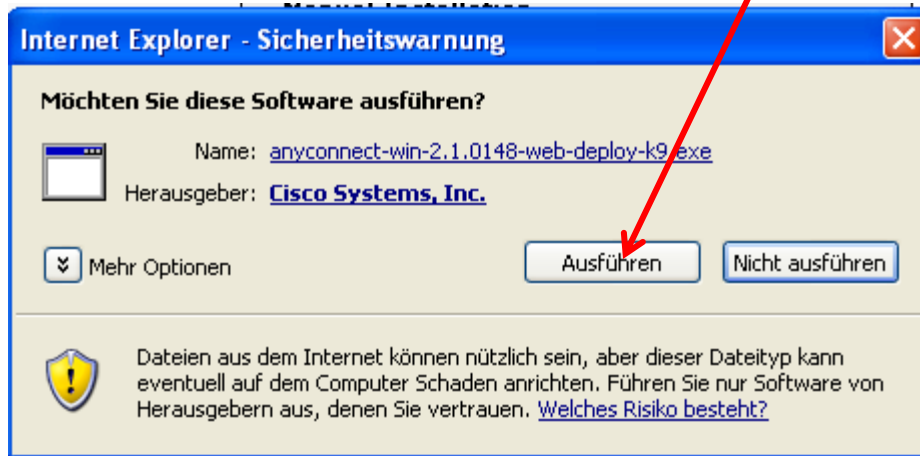 Manual Installation
Internet Explorer - Sicherheitswarnung
Möchten Sie diese Software ausführen?
Name: anyconnect-win-2.1.0148-web-deploy-k9.exe
Herausgeber: Cisco Systems, Inc.
Mehr Optionen
Ausführen
Nicht ausführen
Dateien aus dem Internet können nützlich sein, aber dieser Dateityp kann
eventuell auf dem Computer Schaden anrichten. Führen Sie nur Software von
Herausgebern aus, denen Sie vertrauen. Welches Risiko besteht?